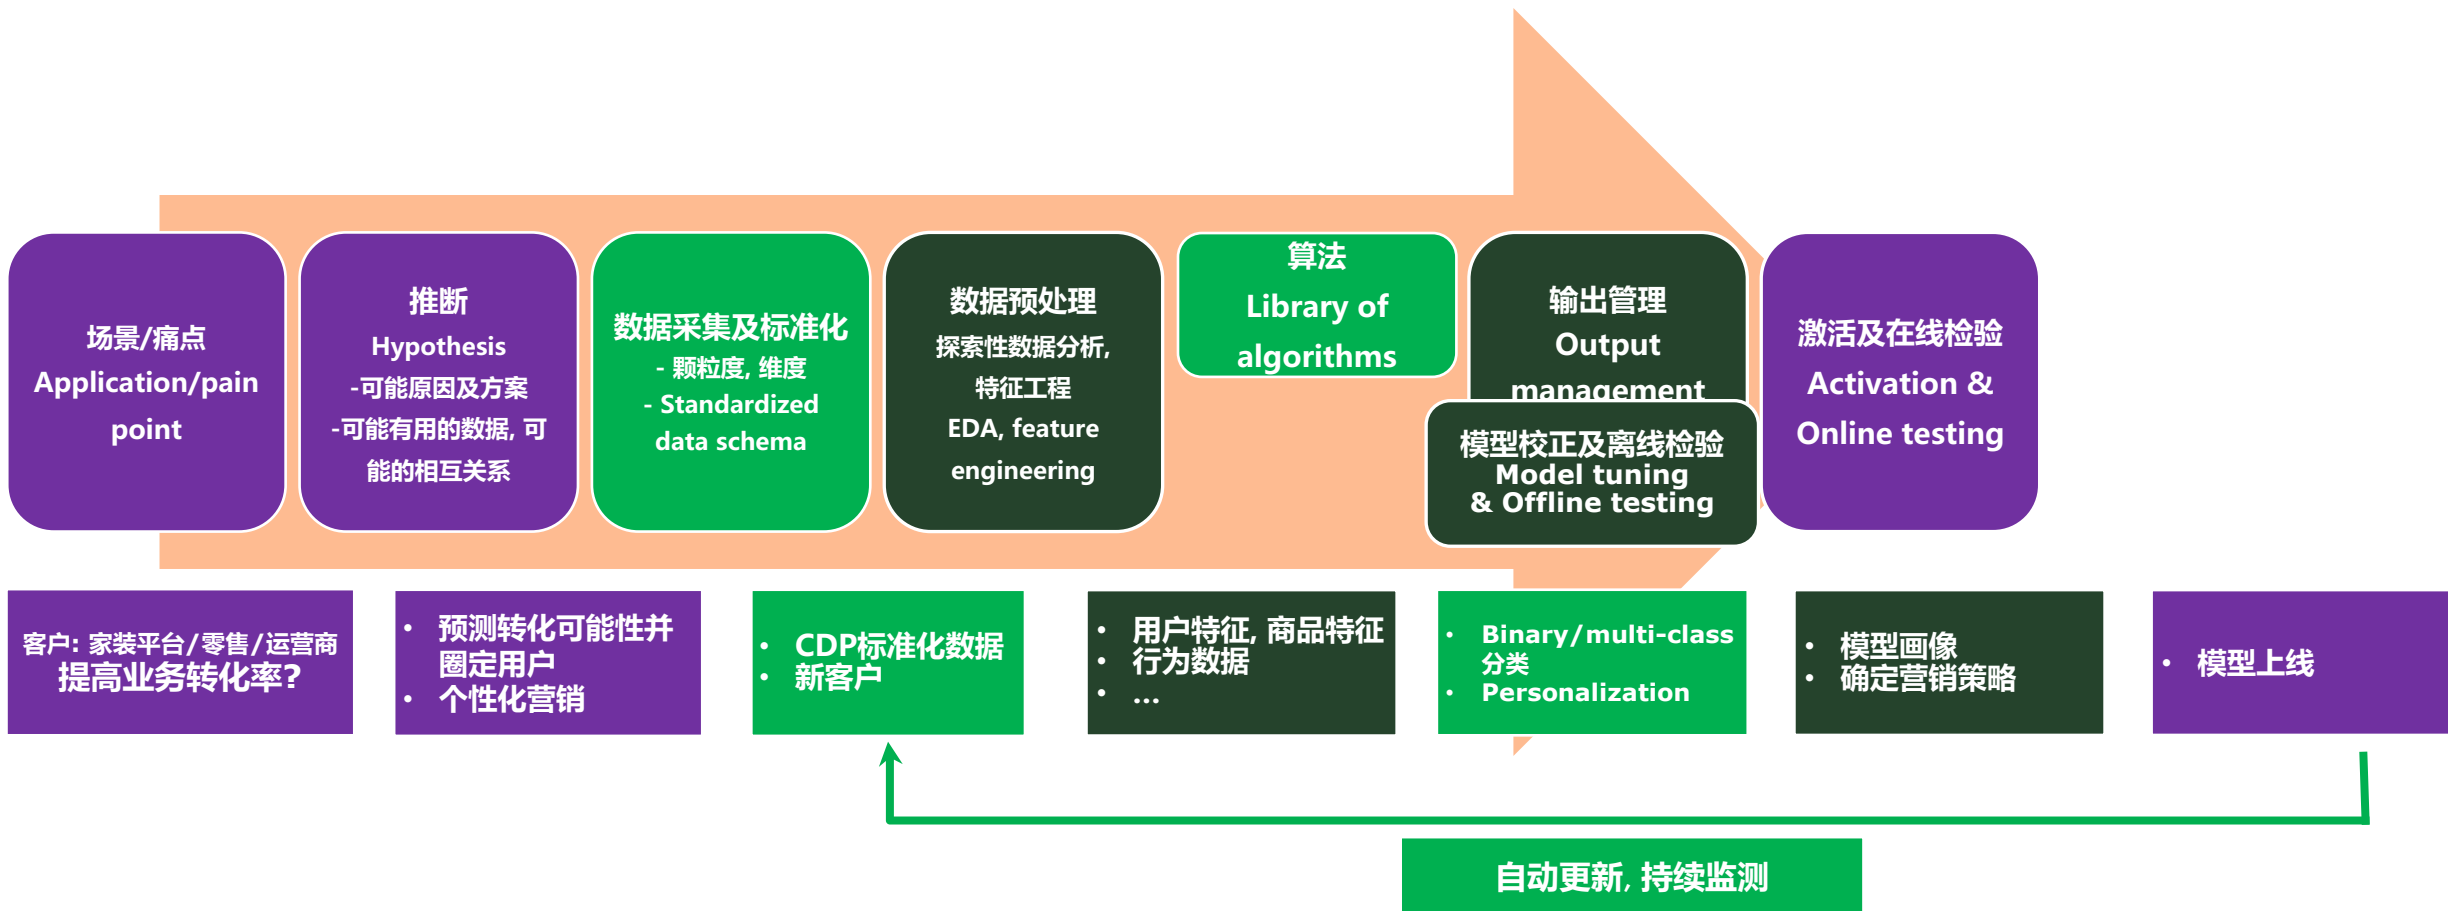 场景/痛点
Application/pain
point
推断
Hypothesis
-可能原因及方案
-可能有用的数据, 可
能的相互关系
数据采集及标准化
- 颗粒度, 维度
- Standardized
data schema
数据预处理
探索性数据分析,
特征工程
EDA, feature
engineering
算法
Library of
algorithms
输出管理
Output
management
模型校正及离线检验
Model tuning
& Offline testing
激活及在线检验
Activation &
Online testing
客户: 家装平台/零售/运营商
提高业务转化率?
• 预测转化可能性并
圈定用户
• 个性化营销
• CDP标准化数据
• 新客户
• 用户特征, 商品特征
• 行为数据
• ...
• Binary/multi-class
分类
• Personalization
• 模型画像
• 确定营销策略
• 模型上线
自动更新, 持续监测